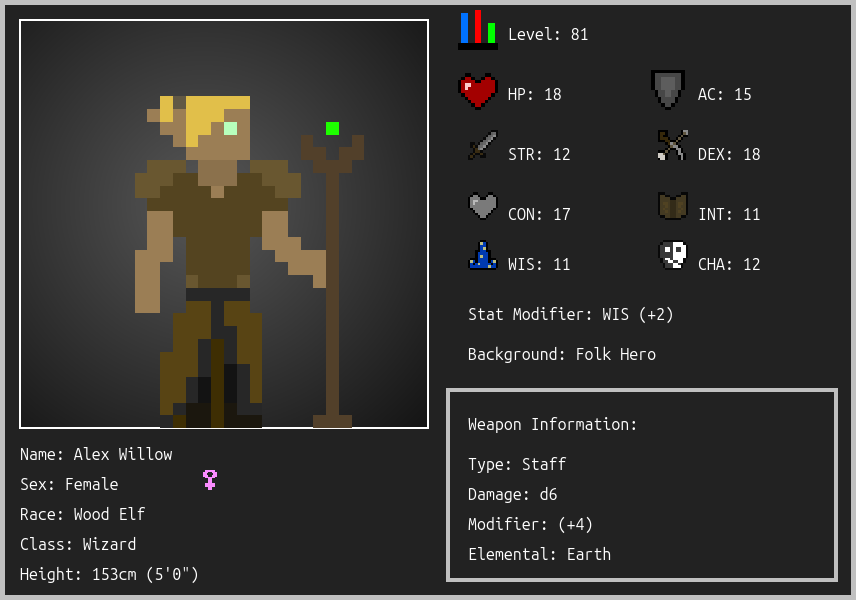 Level: 81
HP: 18
AC: 15
STR: 12
DEX: 18
CON: 17
INT: 11
WIS: 11
CHA: 12
Stat Modifier: WIS (+2)
Background: Folk Hero
Weapon Information:
Type: Staff
Damage: d6
Modifier: (+4)
Elemental: Earth
Name: Alex Willow
Sex: Female
Race: Wood Elf
Class: Wizard
Height: 153cm (5'0")